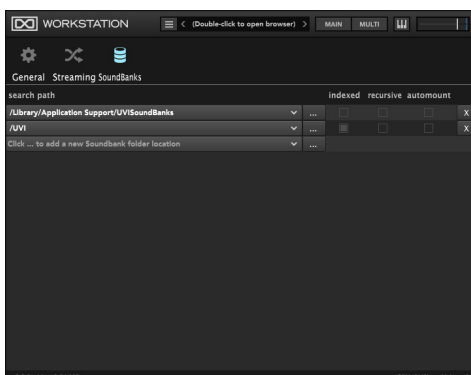 WORKSTATION
< (Double-click to open browser) > MAIN MULTI
General Streaming SoundBanks
search path indexed recursive automount
/Library/Application Support/UVISoundBanks ... X
/UVI ... X
Click ... to add a new Soundbank folder location ...